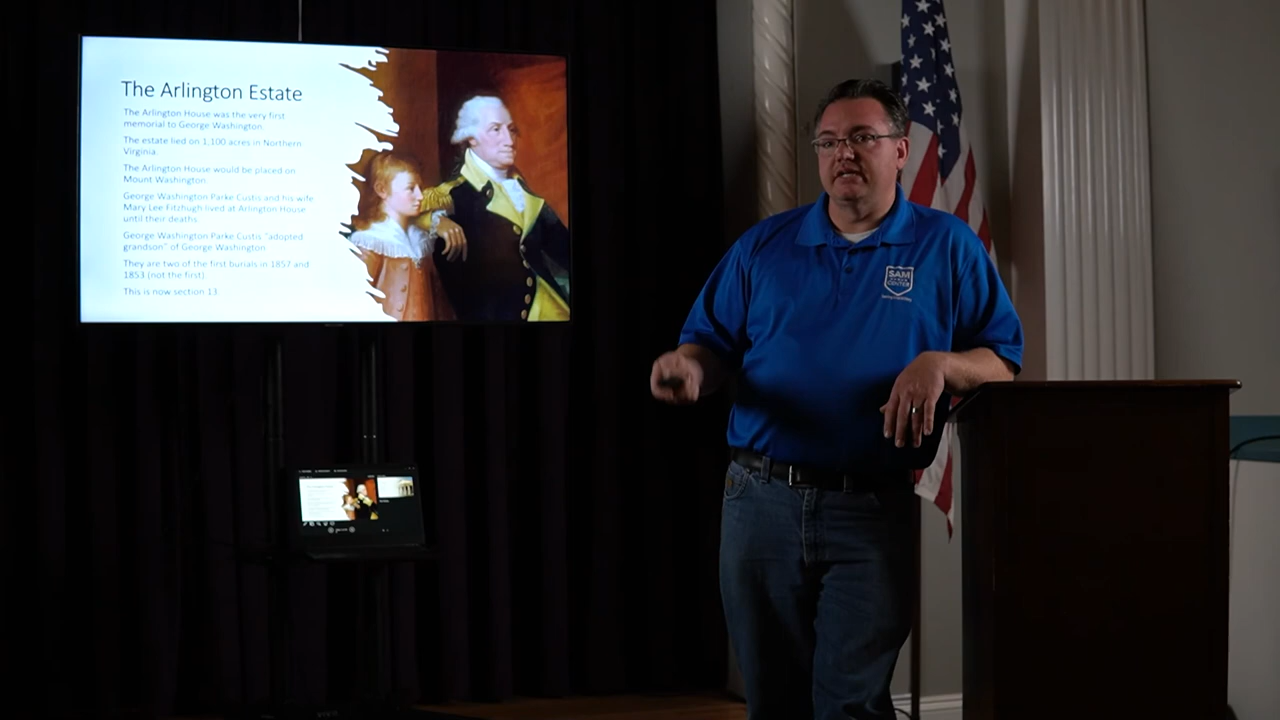 The Arlington Estate
The Arlington House was the very first
memorial to George Washington
The estate lied on 1,100 acres in Northern
Virginia.
The Arlington House would be placed on
Mount Washington
George Washington Parke Custis and his wife
Mary Lee Fitzhugh lived at Arlington House
until their deaths
George Washington Parke Custis "adopted
grandson" of George Washington
They are two of the first burials in 1857 and
1853 (not the first)
This is now section 13
SAM
CENTER